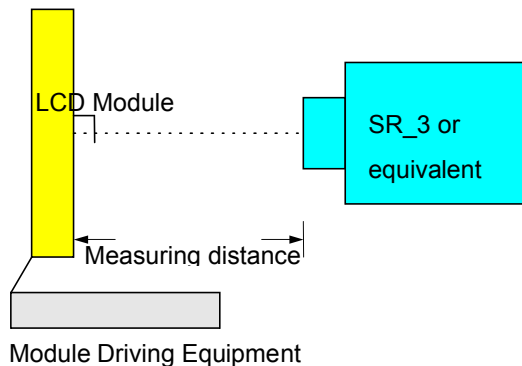 LCD Module
SR_3 or
equivalent
Measuring distance
Module Driving Equipment